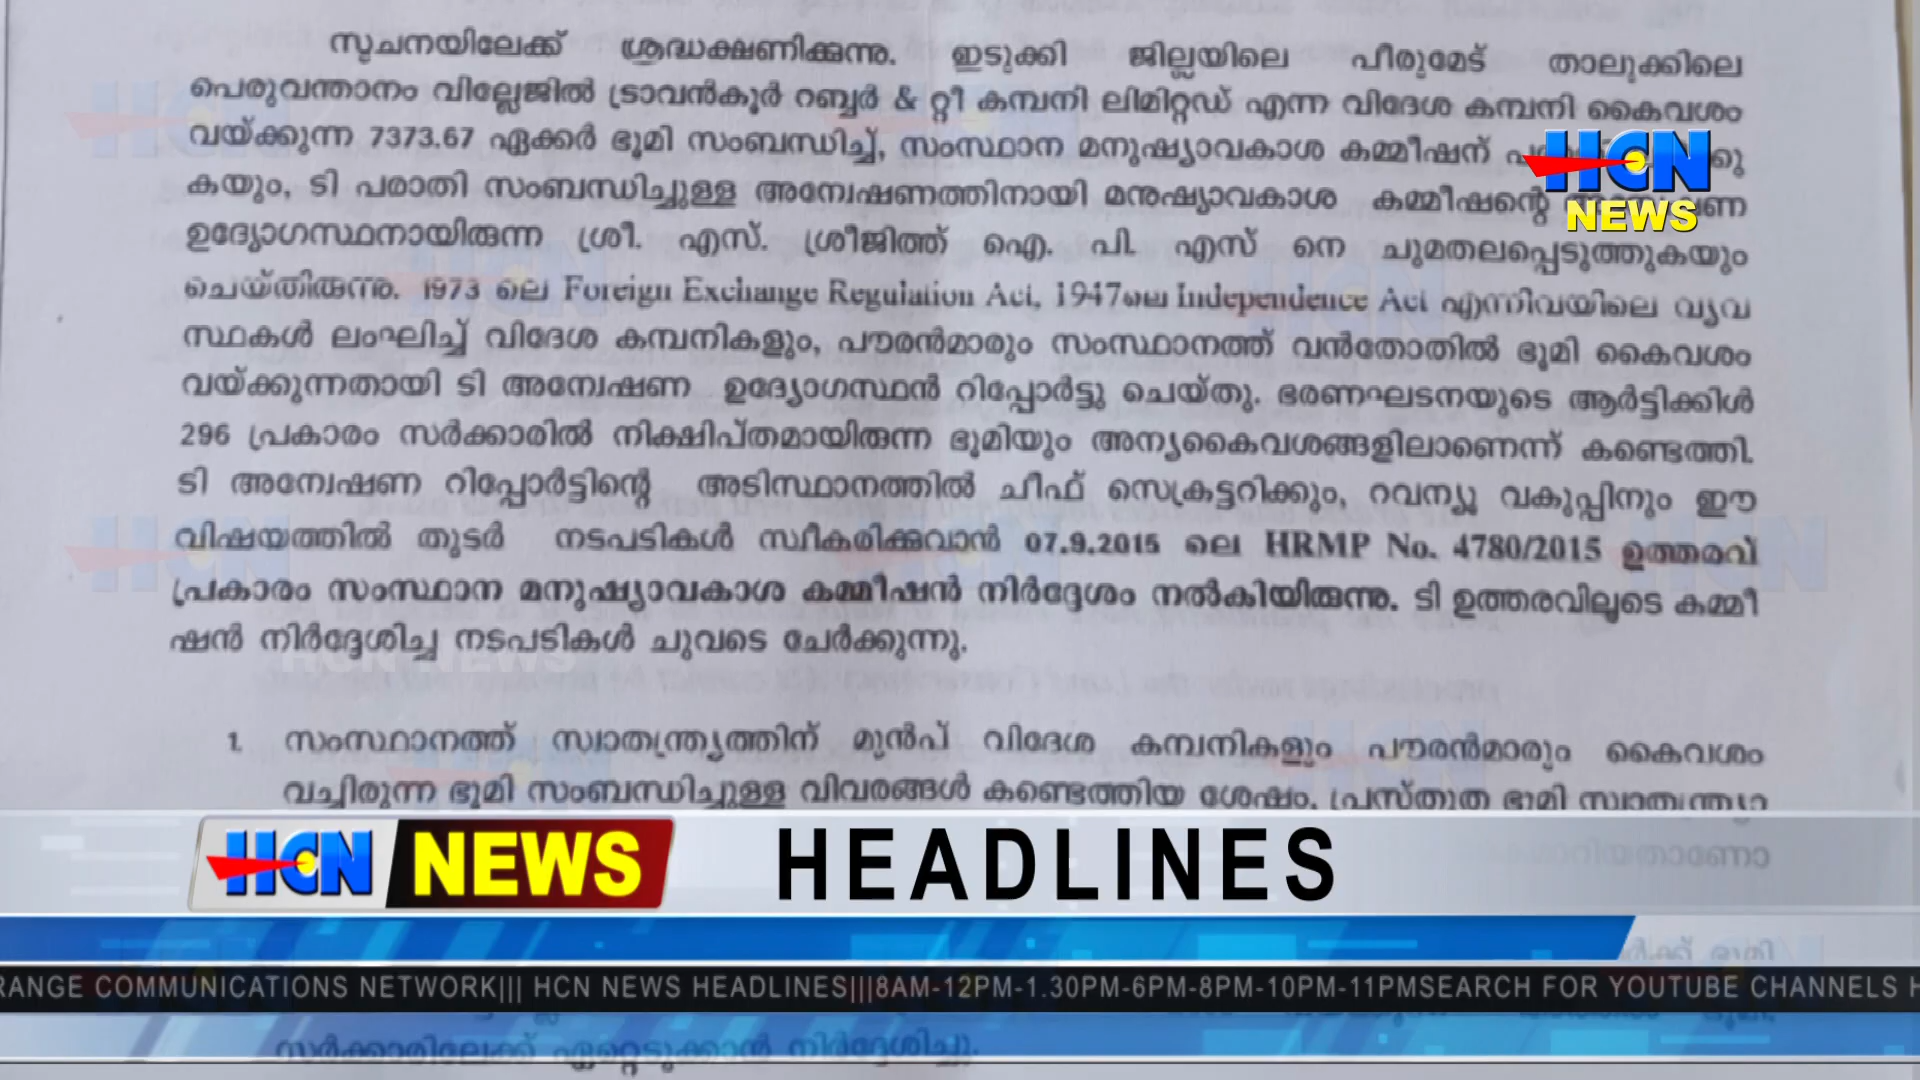 സൂചനയിലേക്ക് ശ്രദ്ധക്ഷണിക്കുന്നു. ഇടുക്കി ജില്ലയിലെ പീരുമേട് താലൂക്കിലെ
പെരുവന്താനം വില്ലേജിൽ ട്രാവൻകൂർ റബ്ബർ & റ്റീ കമ്പനി ലിമിറ്റഡ് എന്ന വിദേശ കമ്പനി കൈവശം
വയ്ക്കുന്ന 7373.67 ഏക്കർ ഭൂമി സംബന്ധിച്ച്, സംസ്ഥാന മനുഷ്യാവകാശ കമ്മീഷന്
HCN
NEWS
കയും, ടി പരാതി സംബന്ധിച്ചുള്ള അന്വേഷണത്തിനായി മനുഷ്യാവകാശ കമ്മീഷന്റെ
ഉദ്യോഗസ്ഥനായിരുന്ന ശ്രീ. എസ്. ശ്രീജിത്ത് ഐ. പി. എസ് നെ ചുമതലപ്പെടുത്തുകയും
ചെയ്തിരുന്നു. 1973 ലെ Foreign Exchange Regulation Act, 1947ലെ Independence Act എന്നിവയിലെ വ്യവ
സ്ഥകൾ ലംഘിച്ച് വിദേശ കമ്പനികളും, പൗരൻമാരും സംസ്ഥാനത്ത് വൻതോതിൽ ഭൂമി കൈവശം
വയ്ക്കുന്നതായി ടി അന്വേഷണ ഉദ്യോഗസ്ഥൻ റിപ്പോർട്ടു ചെയ്തു. ഭരണഘടനയുടെ ആർട്ടിക്കിൾ
296 പ്രകാരം സർക്കാരിൽ നിക്ഷിപ്തമായിരുന്ന ഭൂമിയും അന്യകൈവശങ്ങളിലാണെന്ന് കണ്ടെത്തി.
ടി അന്വേഷണ റിപ്പോർട്ടിന്റെ അടിസ്ഥാനത്തിൽ ചീഫ് സെക്രട്ടറിക്കും, റവന്യൂ വകുപ്പിനും ഈ
വിഷയത്തിൽ തുടർ നടപടികൾ സ്വീകരിക്കുവാൻ 07.9.2015 ലെ HRMP No. 4780/2015 ഉത്തരവ്
പ്രകാരം സംസ്ഥാന മനുഷ്യാവകാശ കമ്മീഷൻ നിർദ്ദേശം നൽകിയിരുന്നു. ടി ഉത്തരവിലൂടെ കമ്മീ
ഷൻ നിർദ്ദേശിച്ച നടപടികൾ ചുവടെ ചേർക്കുന്നു.
1. സംസ്ഥാനത്ത് സ്വാതന്ത്ര്യത്തിന് മുൻപ് വിദേശ കമ്പനികളും പൗരൻമാരും കൈവശം
വച്ചിരുന്ന ഭൂമി സംബന്ധിച്ചുള്ള വിവരങ്ങൾ കണ്ടെത്തിയ ശേഷം, പ്രസ്തുത ഭൂമി
HCN NEWS HEADLINES
RANGE COMMUNICATIONS NETWORK||| HCN NEWS HEADLINES|||8AM-12PM-1.30PM-6PM-8PM-10PM-11PMSEARCH FOR YOUTUBE CHANNELS H
സർക്കാരിലേക്ക് ഏറ്റെടുക്കാൻ നിർദ്ദേശിച്ചു.